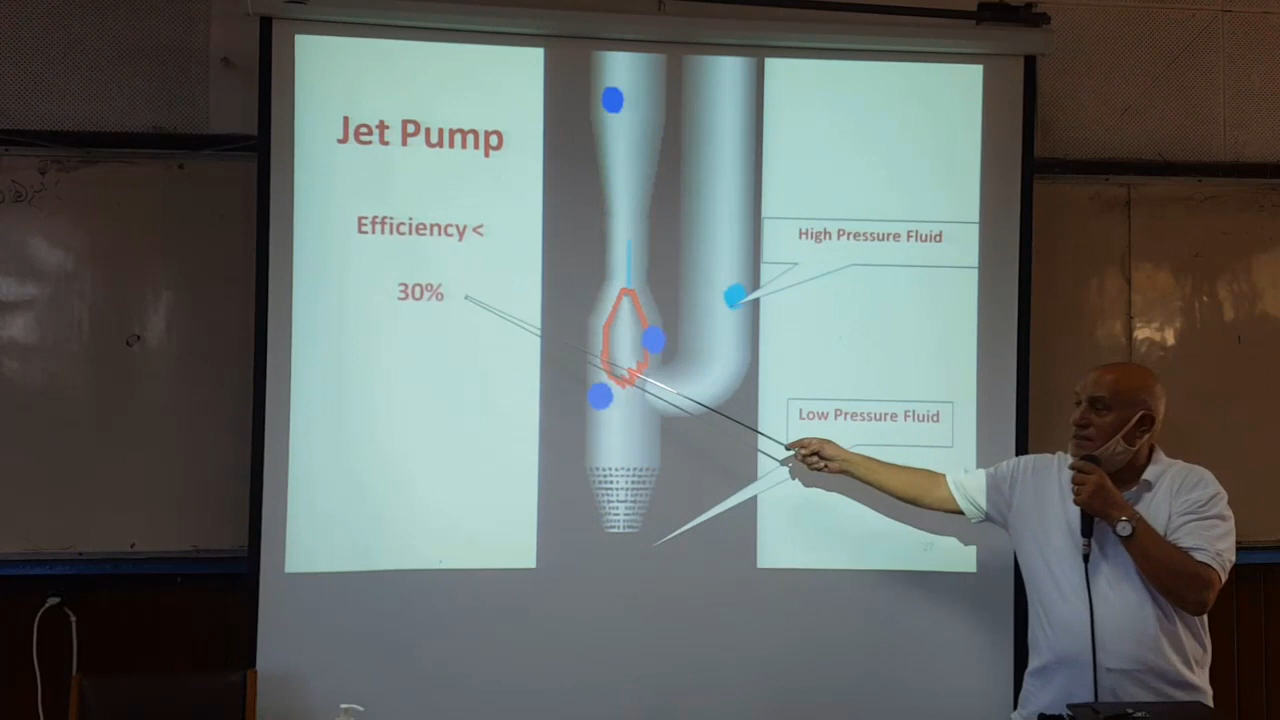 Jet Pump
Efficiency <
30%
High Pressure Fluid
Low Pressure Fluid